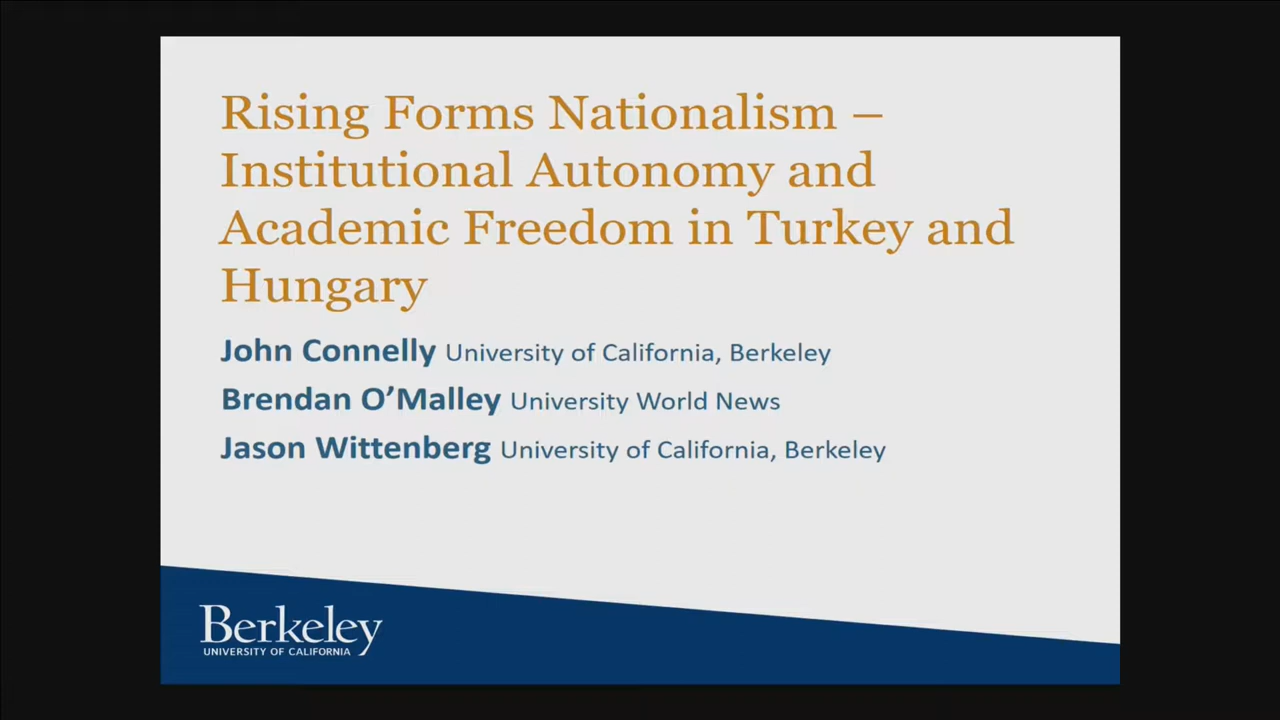 Rising Forms Nationalism –
Institutional Autonomy and
Academic Freedom in Turkey and
Hungary
John Connelly University of California, Berkeley
Brendan O’Malley University World News
Jason Wittenberg University of California, Berkeley
Berkeley
UNIVERSITY OF CALIFORNIA